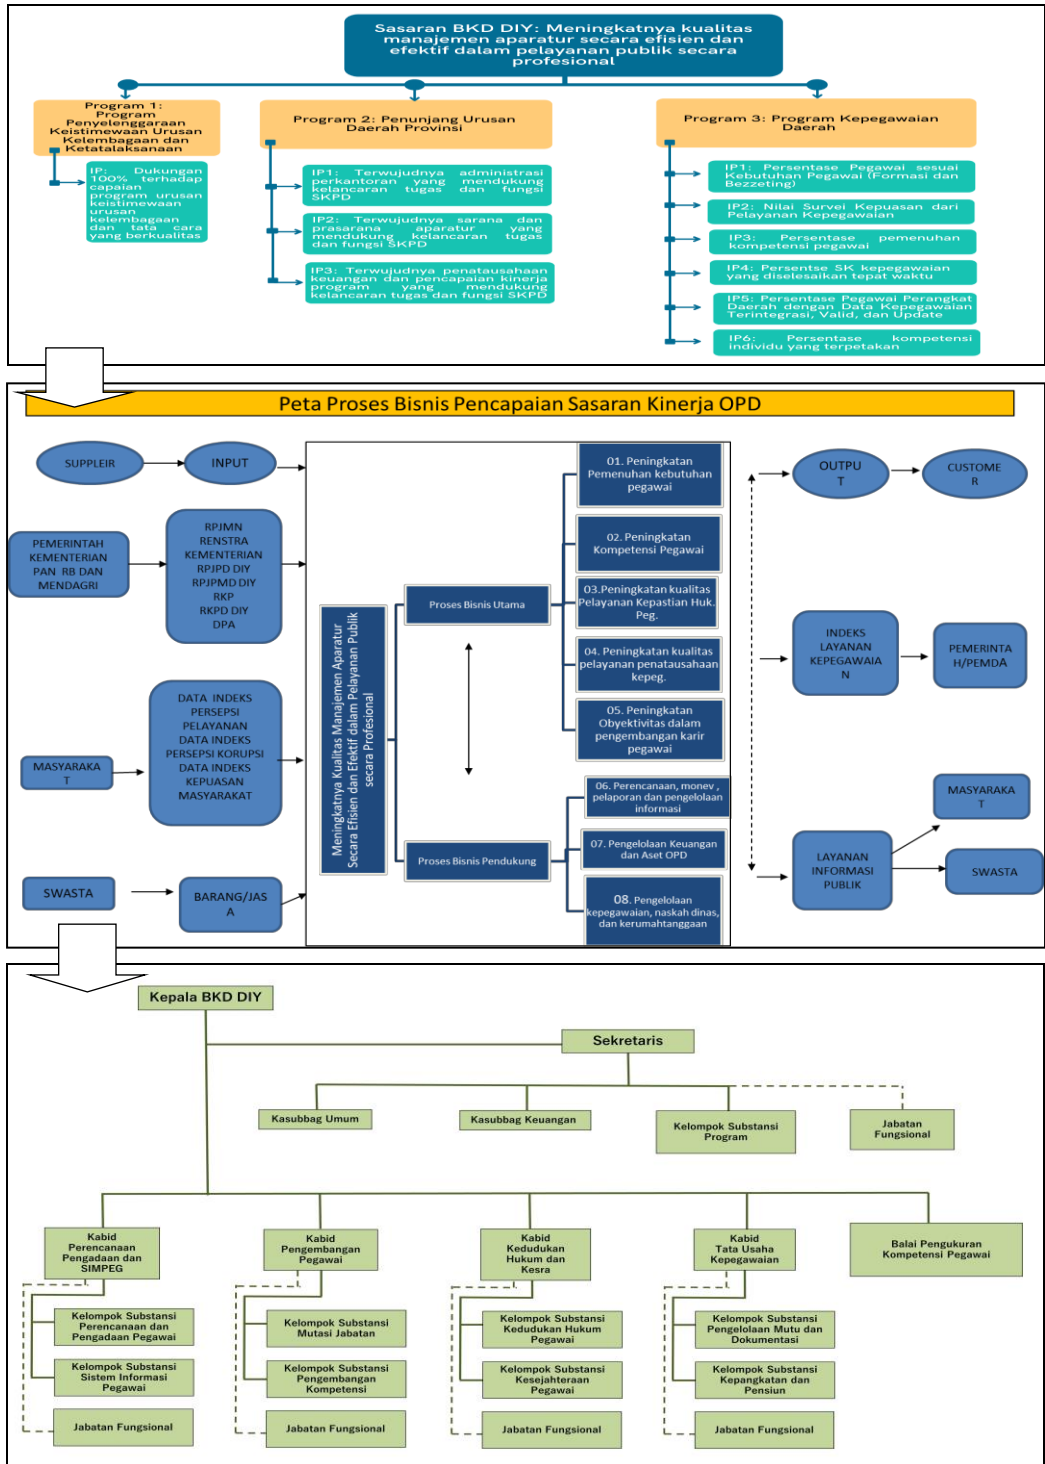 Sasaran BKD DIY: Meningkatnya kualitas
manajemen aparatur secara efisien dan
efektif dalam pelayanan publik secara
profesional
Program 1:
Program
Penyelenggaraan
Keistimewaan Urusan
Kelembagaan dan
Ketatalaksanaan
IP: Dukungan
100% terhadap
capaian
program urusan
keistimewaan
urusan
kelembagaan
dan tata cara
yang berkualitas
Program 2: Penunjang Urusan
Daerah Provinsi
IP1: Terwujudnya administrasi
perkantoran yang mendukung
kelancaran tugas dan fungsi
SKPD
IP2: Terwujudnya sarana dan
prasarana aparatur yang
mendukung kelancaran tugas
dan fungsi SKPD
IP3: Terwujudnya penatausahaan
keuangan dan pencapaian kinerja
program yang mendukung
kelancaran tugas dan fungsi SKPD
Program 3: Program Kepegawaian
Daerah
IP1: Persentase Pegawai sesuai
Kebutuhan Pegawai (Formasi dan
Bezzeting)
IP2: Nilai Survei Kepuasan dari
Pelayanan Kepegawaian
IP3: Persentase pemenuhan
kompetensi pegawai
IP4: Persentse SK kepegawaian
yang diselesaikan tepat waktu
IP5: Persentase Pegawai Perangkat
Daerah dengan Data Kepegawaian
Terintegrasi, Valid, dan Update
IP6: Persentase kompetensi
individu yang terpetakan
Peta Proses Bisnis Pencapaian Sasaran Kinerja OPD
SUPPLEIR
INPUT
PEMERINTAH
KEMENTERIAN
PAN RB DAN
MENDAGRI
RPJMN
RENSTRA
KEMENTERIAN
RPJPD DIY
RPJPMD DIY
RKP
RKPD DIY
DPA
MASYARAKA
T
DATA INDEKS
PERSEPSI
PELAYANAN
DATA INDEKS
PERSEPSI KORUPSI
DATA INDEKS
KEPUASAN
MASYARAKAT
SWASTA
BARANG/JAS
A
Meningkatnya Kualitas Manajemen Aparatur
Secara Efisien dan Efektif dalam Pelayanan Publik
secara Profesional
Proses Bisnis Utama
Proses Bisnis Pendukung
01. Peningkatan
Pemenuhan kebutuhan
pegawai
02. Peningkatan
Kompetensi Pegawai
03.Peningkatan kualitas
Pelayanan Kepastian Huk.
Peg.
04. Peningkatan kualitas
pelayanan penatausahaan
kepeg.
05. Peningkatan
Obyektivitas dalam
pengembangan karir
pegawai
06. Perencanaan, monev ,
pelaporan dan pengelolaan
informasi
07. Pengelolaan Keuangan
dan Aset OPD
08. Pengelolaan
kepegawaian, naskah dinas,
dan kerumahtanggaan
OUTPU
T
CUSTOME
R
INDEKS
LAYANAN
KEPEGAWAIA
N
PEMERINTA
H/PEMDA
LAYANAN
INFORMASI
PUBLIK
MASYARAKA
T
SWASTA
Kepala BKD DIY
Sekretaris
Kasubbag Umum
Kasubbag Keuangan
Kelompok Substansi
Program
Jabatan
Fungsional
Kabid
Perencanaan
Pengadaan dan
SIMPEG
Kelompok Substansi
Perencanaan dan
Pengadaan Pegawai
Kelompok Substansi
Sistem Informasi
Pegawai
Jabatan Fungsional
Kabid
Pengembangan
Pegawai
Kelompok Substansi
Mutasi Jabatan
Kelompok Substansi
Pengembangan
Kompetensi
Jabatan Fungsional
Kabid
Kedudukan
Hukum dan
Kesra
Kelompok Substansi
Kedudukan Hukum
Pegawai
Kelompok Substansi
Kesejahteraan
Pegawai
Jabatan Fungsional
Kabid
Tata Usaha
Kepegawaian
Kelompok Substansi
Pengelolaan Mutu dan
Dokumentasi
Kelompok Substansi
Kepangkatan dan
Pensiun
Jabatan Fungsional
Balai Pengukuran
Kompetensi Pegawai